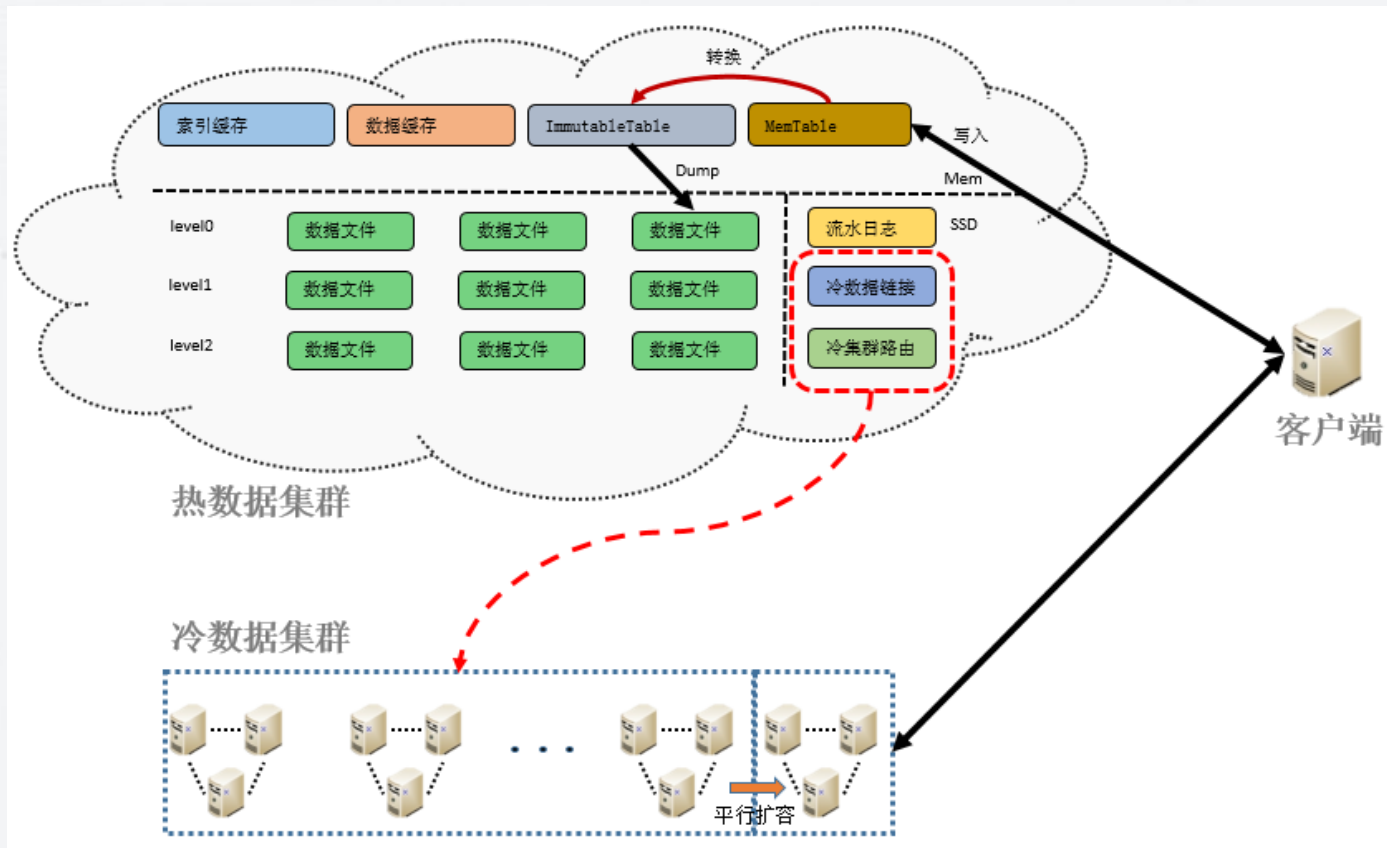 转换
索引缓存
数据缓存
ImmutableTable
MemTable
写入
Dump
Mem
level0
数据文件
数据文件
数据文件
流水日志
SSD
level1
数据文件
数据文件
数据文件
冷数据链接
level2
数据文件
数据文件
数据文件
冷集群路由
客户端
热数据集群
冷数据集群
平行扩容